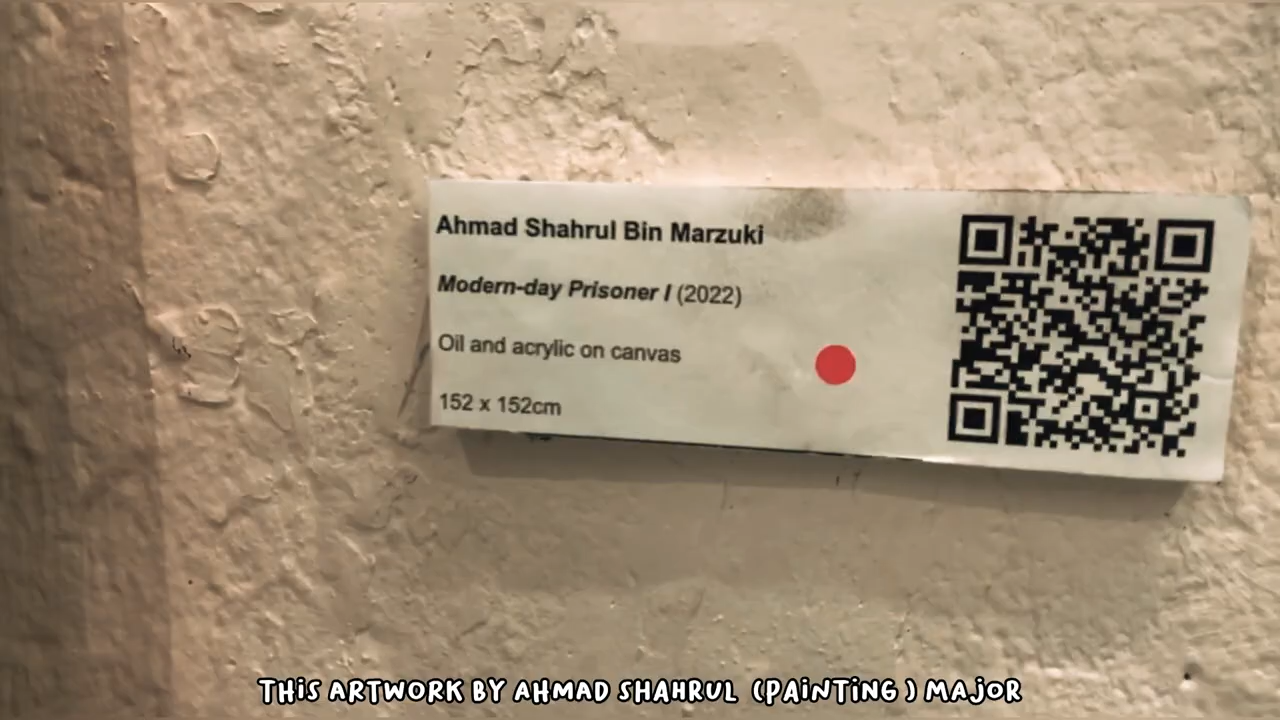 Ahmad Shahrul Bin Marzuki
Modern-day Prisoner I (2022)
Oil and acrylic on canvas
152 x 152cm
THIS ARTWORK BY AHMAD SHAHRUL (PAINTING ) MAJOR